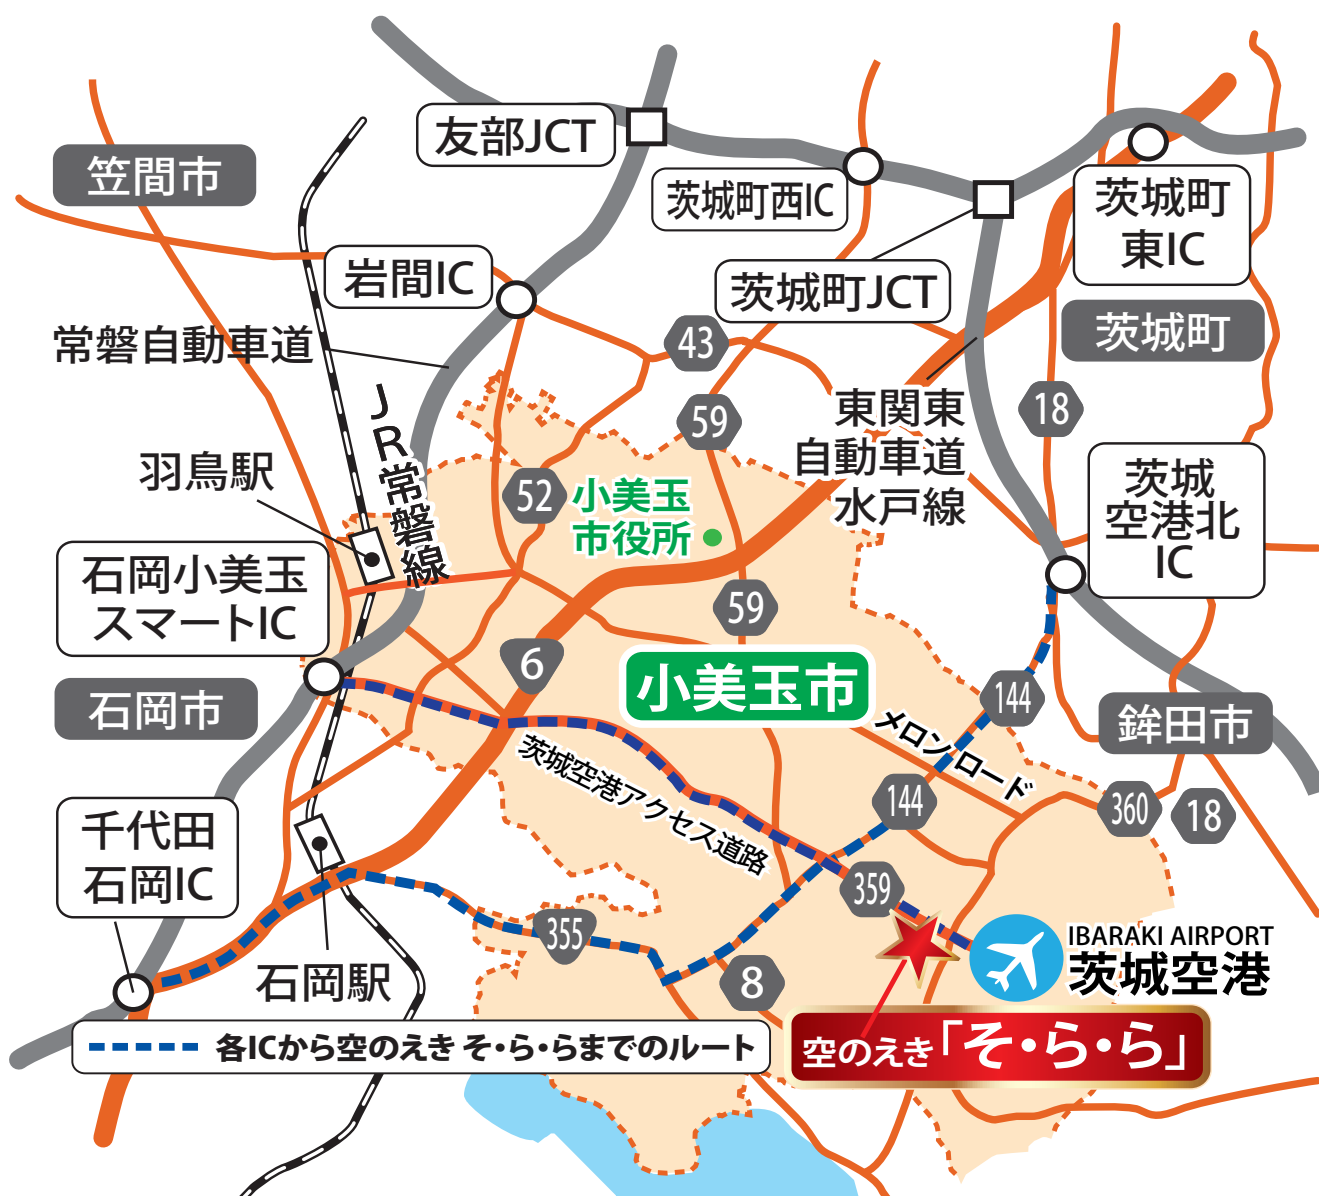 友部JCT
笠間市
茨城町西IC
茨城町
東IC
岩間IC
茨城町JCT
茨城町
常磐自動車道
43
JR常磐線
59
18
東関東
自動車道
水戸線
羽鳥駅
52
小美玉
市役所
茨城
空港北
IC
石岡小美玉
スマートIC
59
6
小美玉市
144
石岡市
メロンロード
鉾田市
茨城空港アクセス道路
144
360
18
千代田
石岡IC
359
355
IBARAKI AIRPORT
茨城空港
石岡駅
8
各ICから空のえき そ・ら・らまでのルート
空のえき「そ・ら・ら」